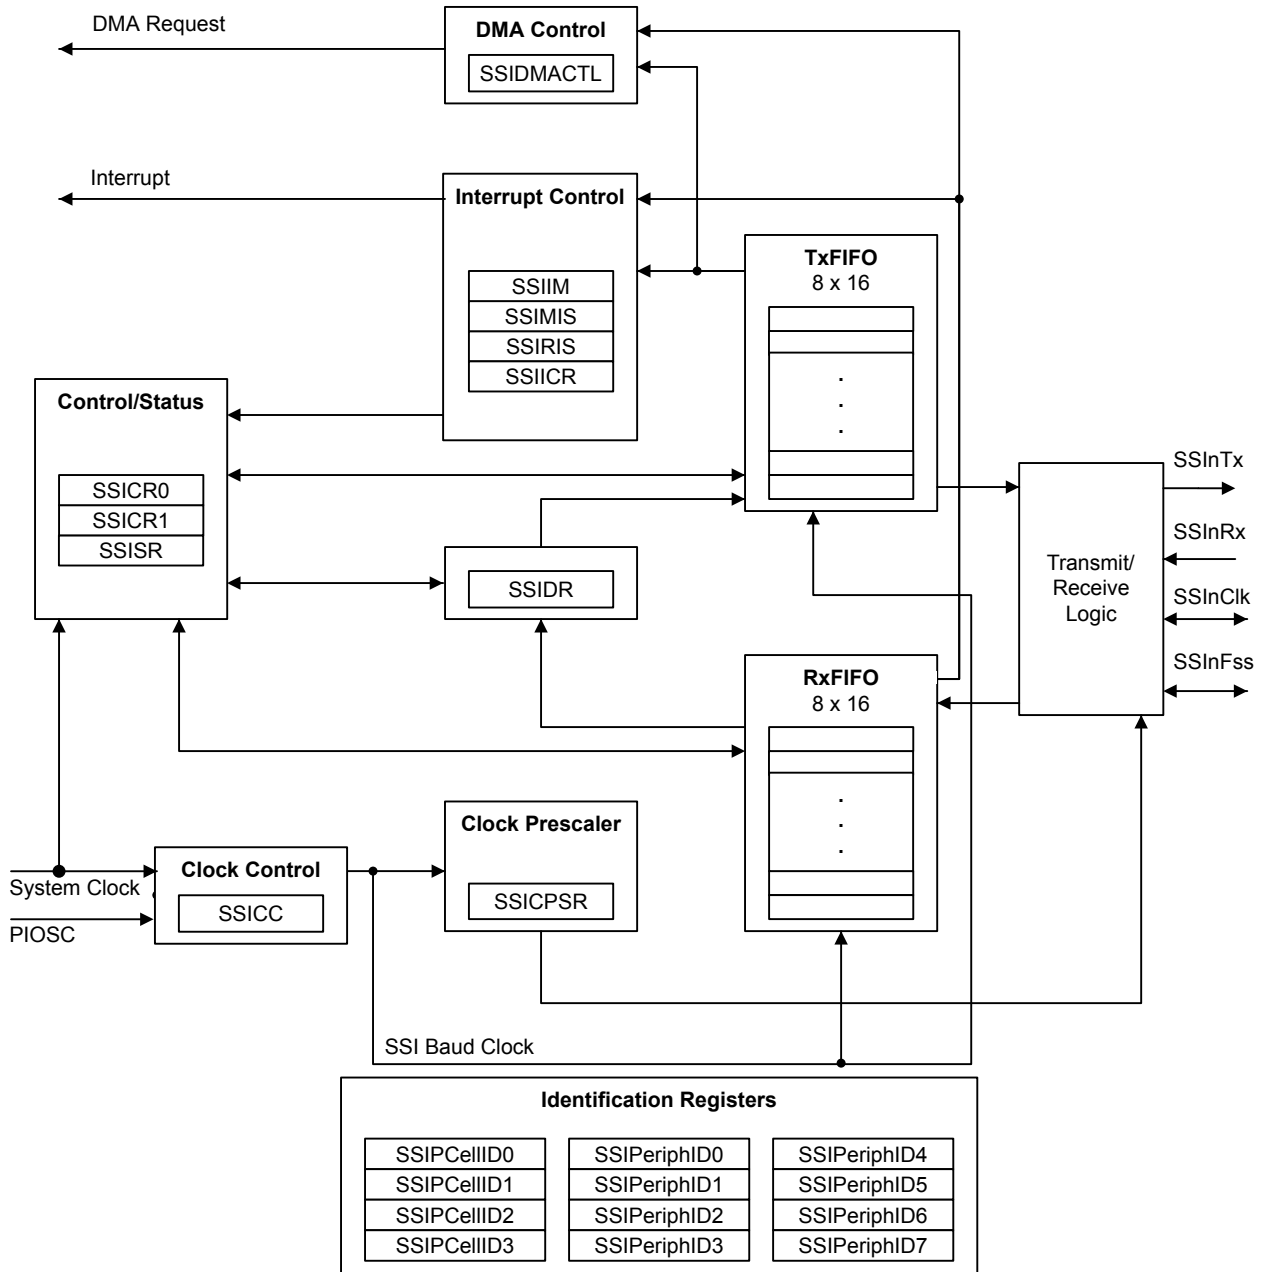 DMA Request
DMA Control
SSIDMACTL
Interrupt
Interrupt Control
SSIIM
SSIMIS
SSIRIS
SSIICR
TxFIFO
8 x 16
.
.
.
Control/Status
SSICR0
SSICR1
SSISR
SSIDR
Transmit/
Receive
Logic
SSInTx
SSInRx
SSInClk
SSInFss
RxFIFO
8 x 16
.
.
.
Clock Prescaler
SSICPSR
System Clock
PIOSC
Clock Control
SSICC
SSI Baud Clock
Identification Registers
SSIPCellID0
SSIPCellID1
SSIPCellID2
SSIPCellID3
SSIPeriphID0
SSIPeriphID1
SSIPeriphID2
SSIPeriphID3
SSIPeriphID4
SSIPeriphID5
SSIPeriphID6
SSIPeriphID7